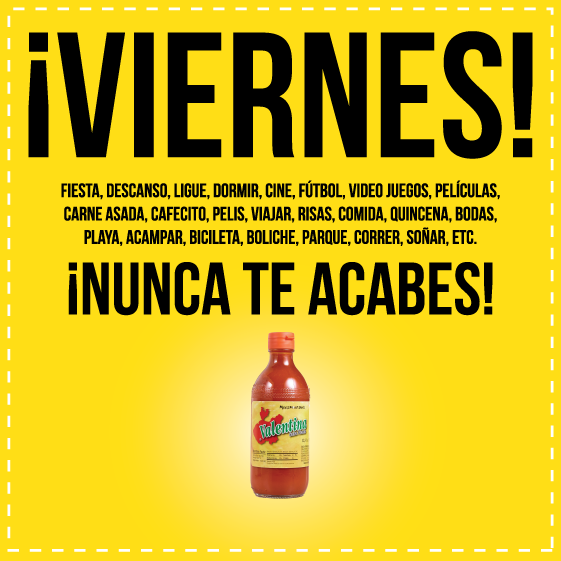 ¡VIERNES!
FIESTA, DESCANSO, LIGUE, DORMIR, CINE, FÚTBOL, VIDEO JUEGOS, PELÍCULAS,
CARNE ASADA, CAFECITO, PELIS, VIAJAR, RISAS, COMIDA, QUINCENA, BODAS,
PLAYA, ACAMPAR, BICILETA, BOLICHE, PARQUE, CORRER, SOÑAR, ETC.
¡NUNCA TE ACABES!
Valentina